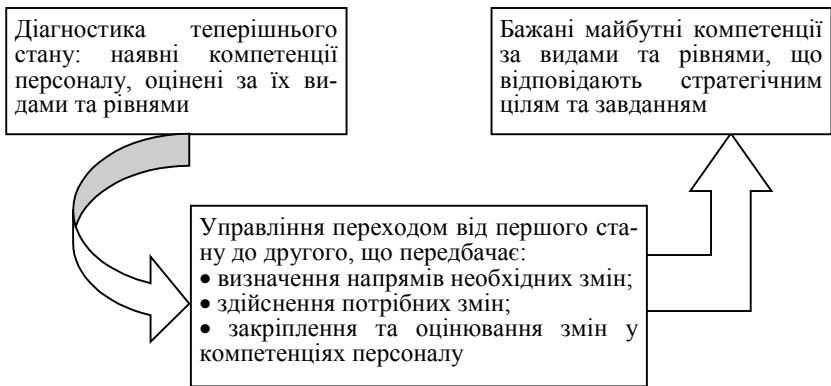 Діагностика теперішнього
стану: наявні компетенції
персоналу, оцінені за їх ви-
дами та рівнями
Бажані майбутні компетенції
за видами та рівнями, що
відповідають стратегічним
цілям та завданням
Управління переходом від першого ста-
ну до другого, що передбачає:
• визначення напрямів необхідних змін;
• здійснення потрібних змін;
• закріплення та оцінювання змін у
компетенціях персоналу